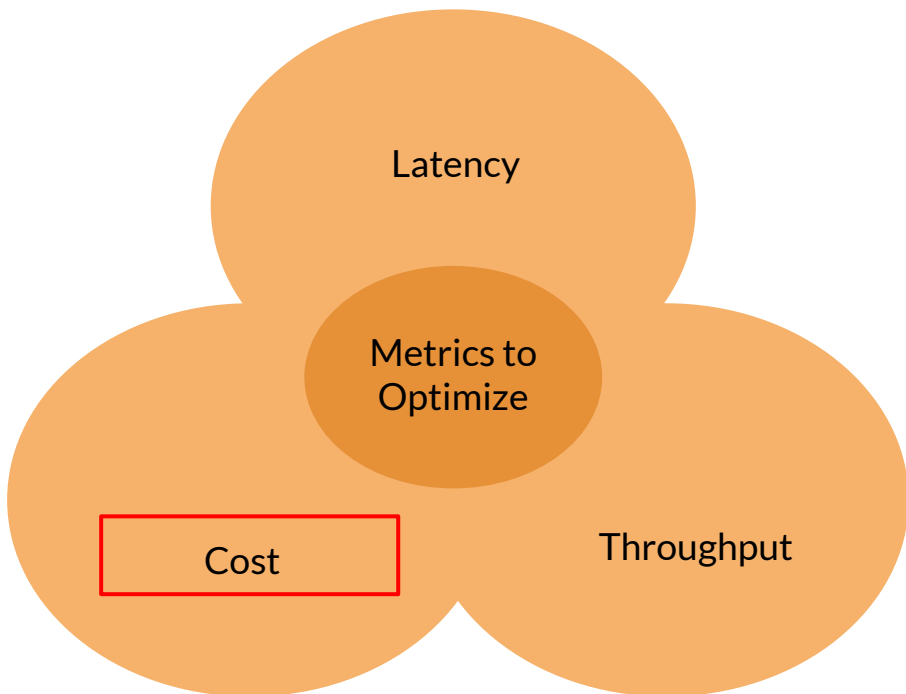 Latency
Metrics to
Optimize
Cost
Throughput